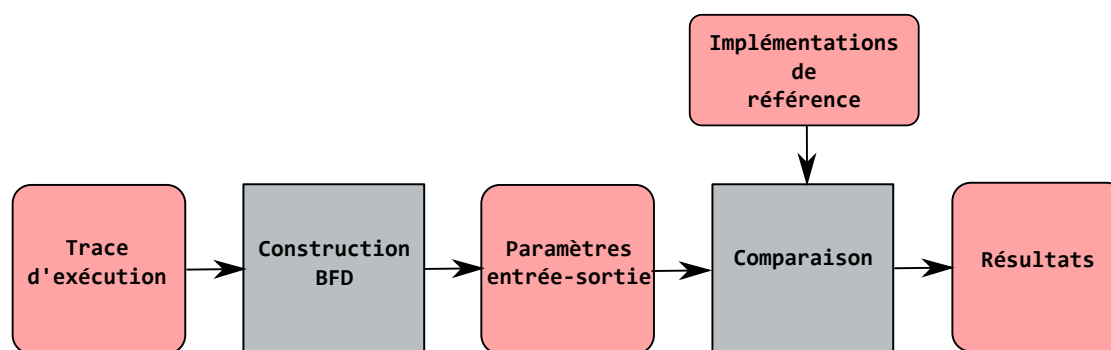 Implémentations
de
référence
Trace
d'exécution
Construction
BFD
Paramètres
entrée-sortie
Comparaison
Résultats